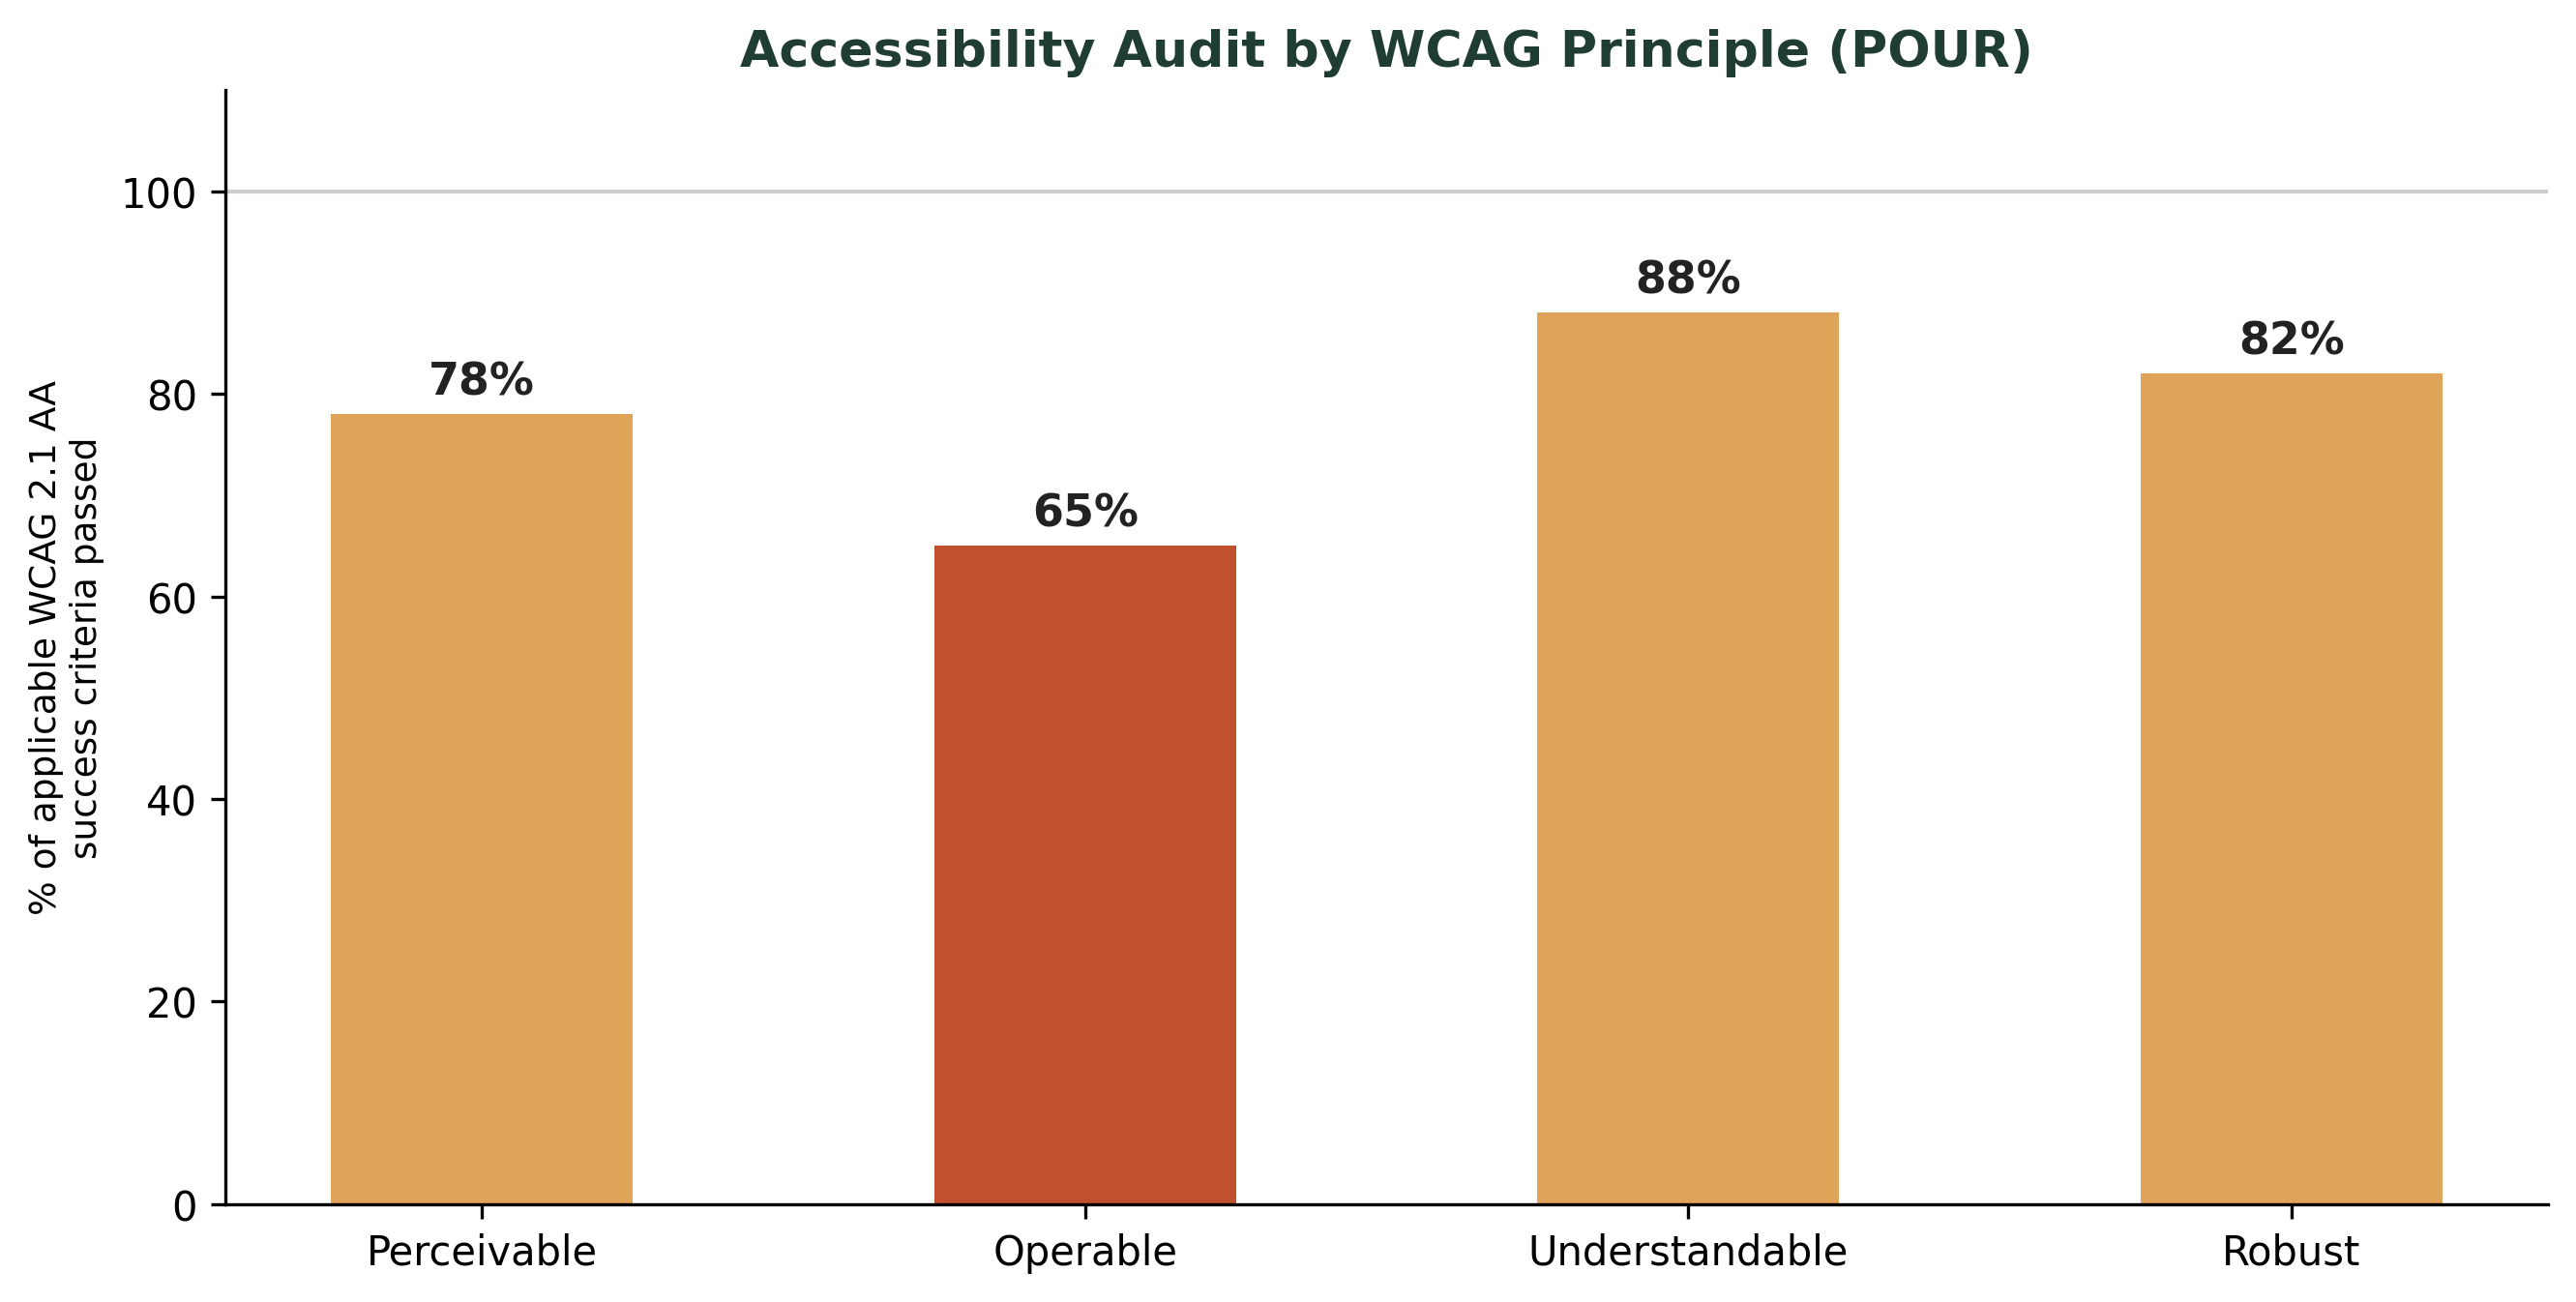 Accessibility Audit by WCAG Principle (POUR)
% of applicable WCAG 2.1 AA
success criteria passed
100
80
60
40
20
0
78%
65%
88%
82%
Perceivable
Operable
Understandable
Robust